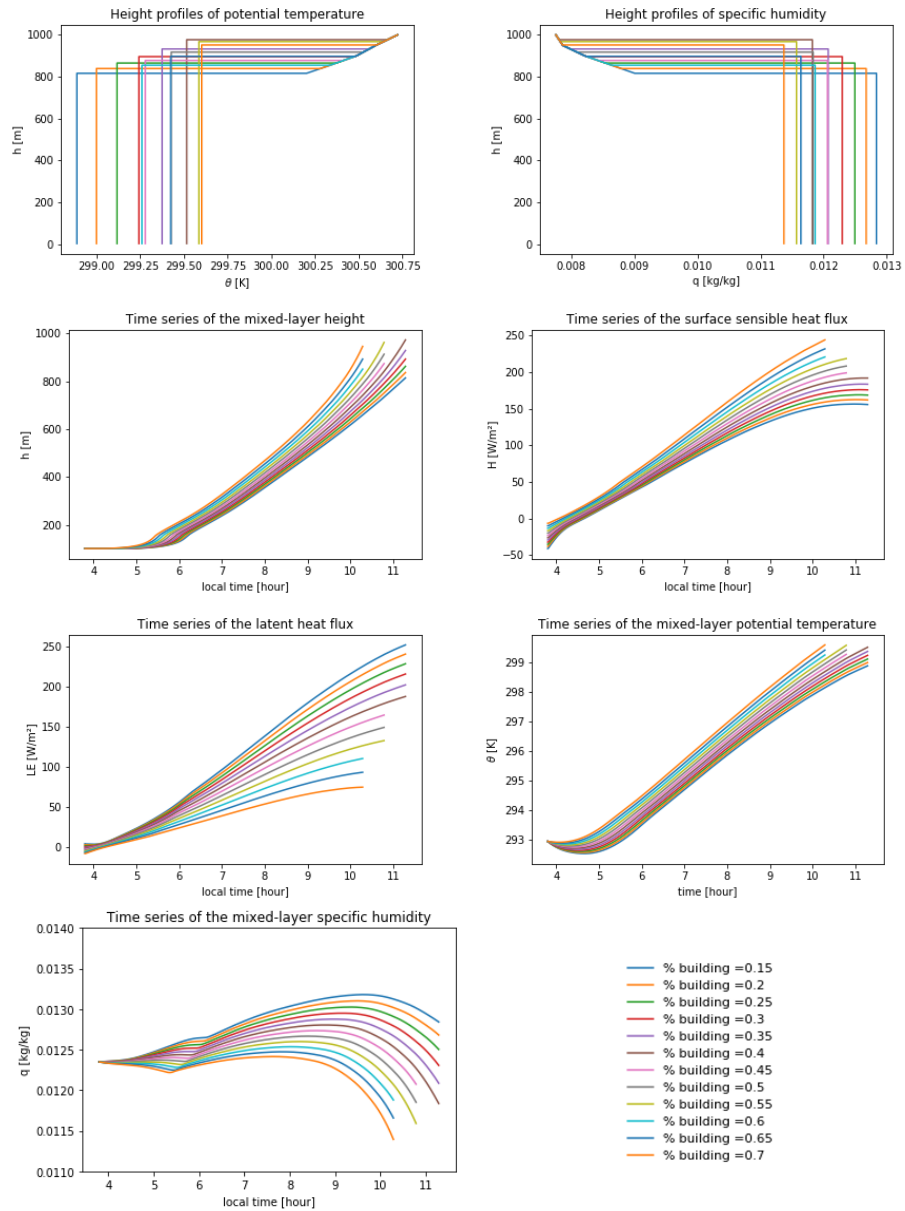 Height profiles of potential temperature
1000
800
600
400
200
0
h [m]
299.00 299.25 299.50 299.75 300.00 300.25 300.50 300.75
θ [K]
Height profiles of specific humidity
1000
800
600
400
200
0
h [m]
0.008 0.009 0.010 0.011 0.012 0.013
q [kg/kg]
Time series of the mixed-layer height
1000
800
600
400
200
h [m]
4 5 6 7 8 9 10 11
local time [hour]
Time series of the surface sensible heat flux
250
200
150
100
50
0
−50
H [W/m²]
4 5 6 7 8 9 10 11
local time [hour]
Time series of the latent heat flux
250
200
150
100
50
0
LE [W/m²]
4 5 6 7 8 9 10 11
local time [hour]
Time series of the mixed-layer potential temperature
299
298
297
296
295
294
293
θ [K]
4 5 6 7 8 9 10 11
time [hour]
Time series of the mixed-layer specific humidity
0.0140
0.0135
0.0130
0.0125
0.0120
0.0115
0.0110
q [kg/kg]
4 5 6 7 8 9 10 11
local time [hour]
% building =0.15
% building =0.2
% building =0.25
% building =0.3
% building =0.35
% building =0.4
% building =0.45
% building =0.5
% building =0.55
% building =0.6
% building =0.65
% building =0.7